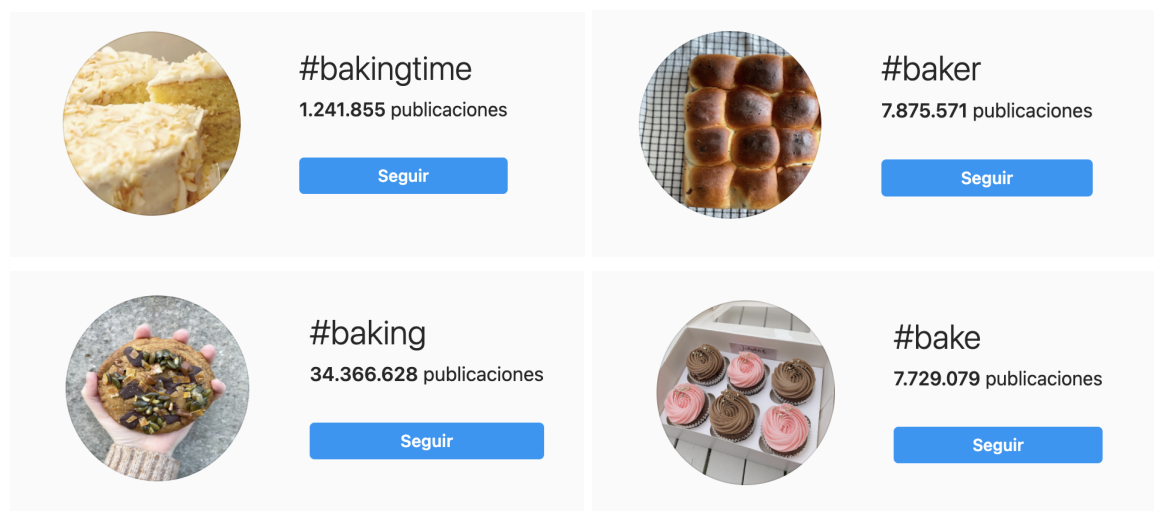 #bakingtime
1.241.855 publicaciones
Seguir
#baker
7.875.571 publicaciones
Seguir
#baking
34.366.628 publicaciones
Seguir
#bake
7.729.079 publicaciones
Seguir